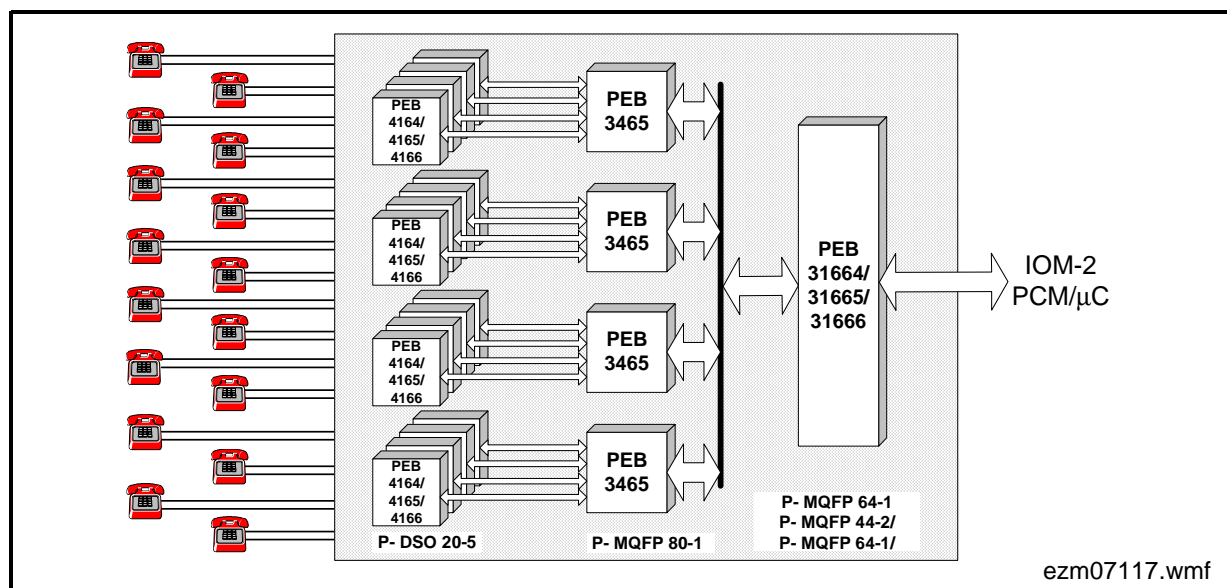 PEB
4164/
4165/
4166
PEB
3465
PEB
4164/
4165/
4166
PEB
3465
PEB
4164/
4165/
4166
PEB
3465
PEB
4164/
4165/
4166
PEB
3465
PEB
31664/
31665/
31666
IOM-2
PCM/μC
P- DSO 20-5
P- MQFP 80-1
P- MQFP 64-1
P- MQFP 44-2/
P- MQFP 64-1/
ezm07117.wmf